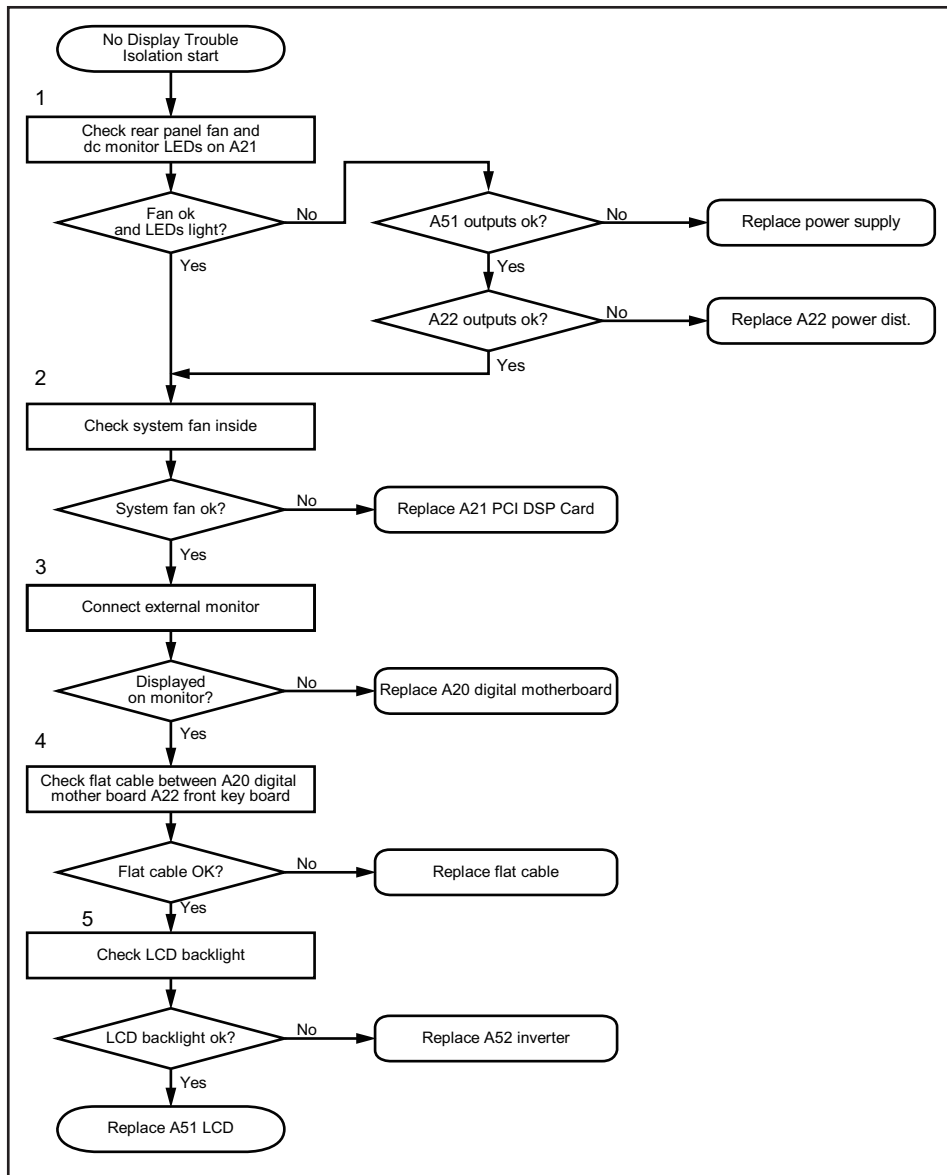 No Display Trouble
Isolation start
1
Check rear panel fan and
dc monitor LEDs on A21
Fan ok
and LEDs light?
No
Yes
A51 outputs ok?
No
Replace power supply
Yes
A22 outputs ok?
No
Replace A22 power dist.
Yes
2
Check system fan inside
System fan ok?
No
Replace A21 PCI DSP Card
Yes
3
Connect external monitor
Displayed
on monitor?
No
Replace A20 digital motherboard
Yes
4
Check flat cable between A20 digital
mother board A22 front key board
Flat cable OK?
No
Replace flat cable
Yes
5
Check LCD backlight
LCD backlight ok?
No
Replace A52 inverter
Yes
Replace A51 LCD